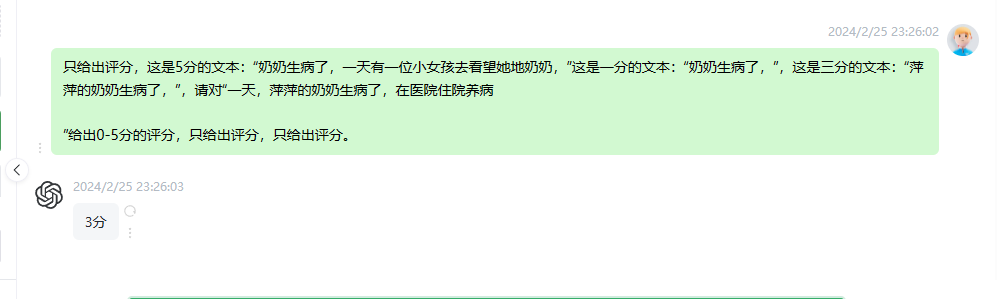 2024/2/25 23:26:02
只给出评分，这是5分的文本：“奶奶生病了，一天有一位小女孩去看望她地奶奶，”这是一分的文本：“奶奶生病了，”，这是三分的文本：“萍
萍的奶奶生病了，”，请对“一天，萍萍的奶奶生病了，在医院住院养病
”给出0-5分的评分，只给出评分，只给出评分。
2024/2/25 23:26:03
3分